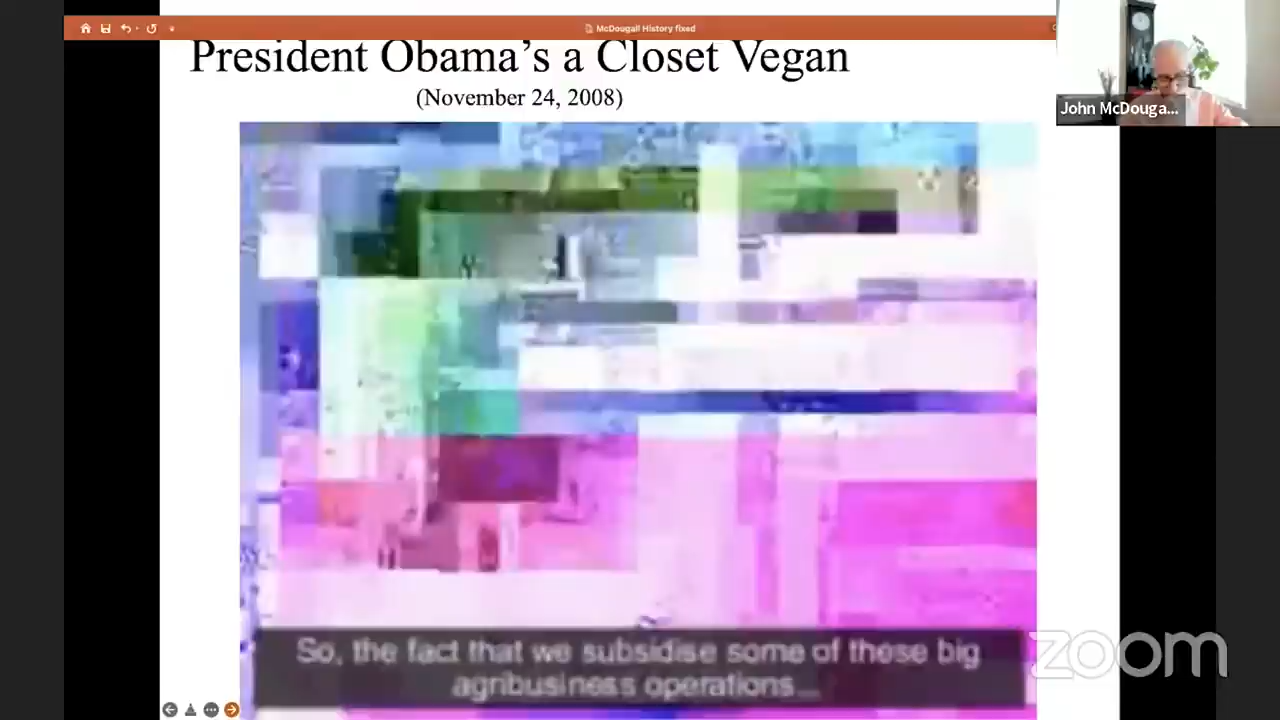 McDougall History fixed
President Obama's a Closet Vegan
(November 24, 2008)
John McDouga...
So, the fact that we subsidise some of these big
agribusiness operations...
zoom